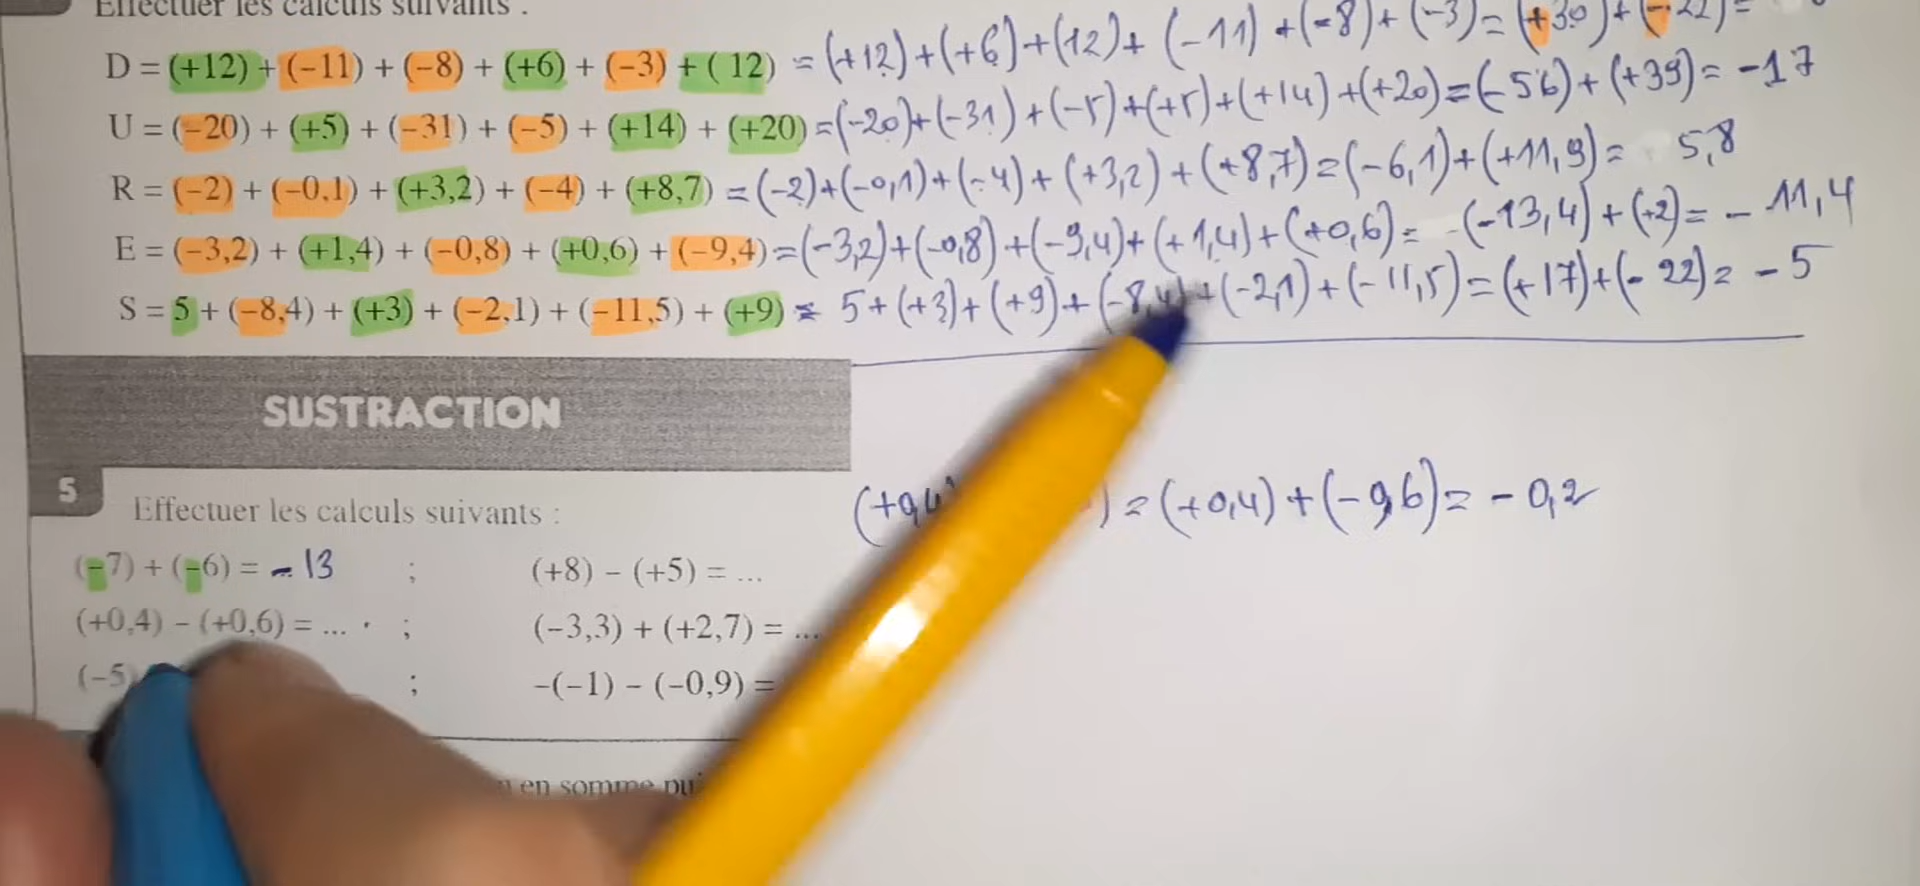 Effectuer les calculs suivants :
D = (+12) + (−11) + (−8) + (+6) + (−3) + ( 12) = (+12)+(+6)+(12)+ (−11) +(−8)+ (−3) = (+30)+(−22)=
U = (−20) + (+5) + (−31) + (−5) + (+14) + (+20) =(−20)+(−31)+(−5)+(+5)+(+14)+(+20)=(−56)+(+39)= −17
R = (−2) + (−0,1) + (+3,2) + (−4) + (+8,7) = (−2)+(−0,1)+(−4)+(+3,2)+(+8,7)=(−6,1)+(+11,9)= 5,8
E = (−3,2) + (+1,4) + (−0,8) + (+0,6) + (−9,4) =(−3,2)+(−0,8)+(−9,4)+(+1,4)+(+0,6)= (−13,4)+(+2)= − 11,4
S = 5 + (−8,4) + (+3) + (−2,1) + (−11,5) + (+9) = 5+(+3)+(+9)+(−8,4)+(−2,1)+(−11,5)=(+17)+(−22)= −5
SUSTRACTION
5
Effectuer les calculs suivants :
(+0,4) )=(+0,4)+(−0,6)= − 0,2
(−7) + (−6) = −13 ; (+8) − (+5) = ...
(+0,4) − (+0,6) = ... ; (−3,3) + (+2,7) = ...
(−5) ; −(−1) − (−0,9) =
en somme